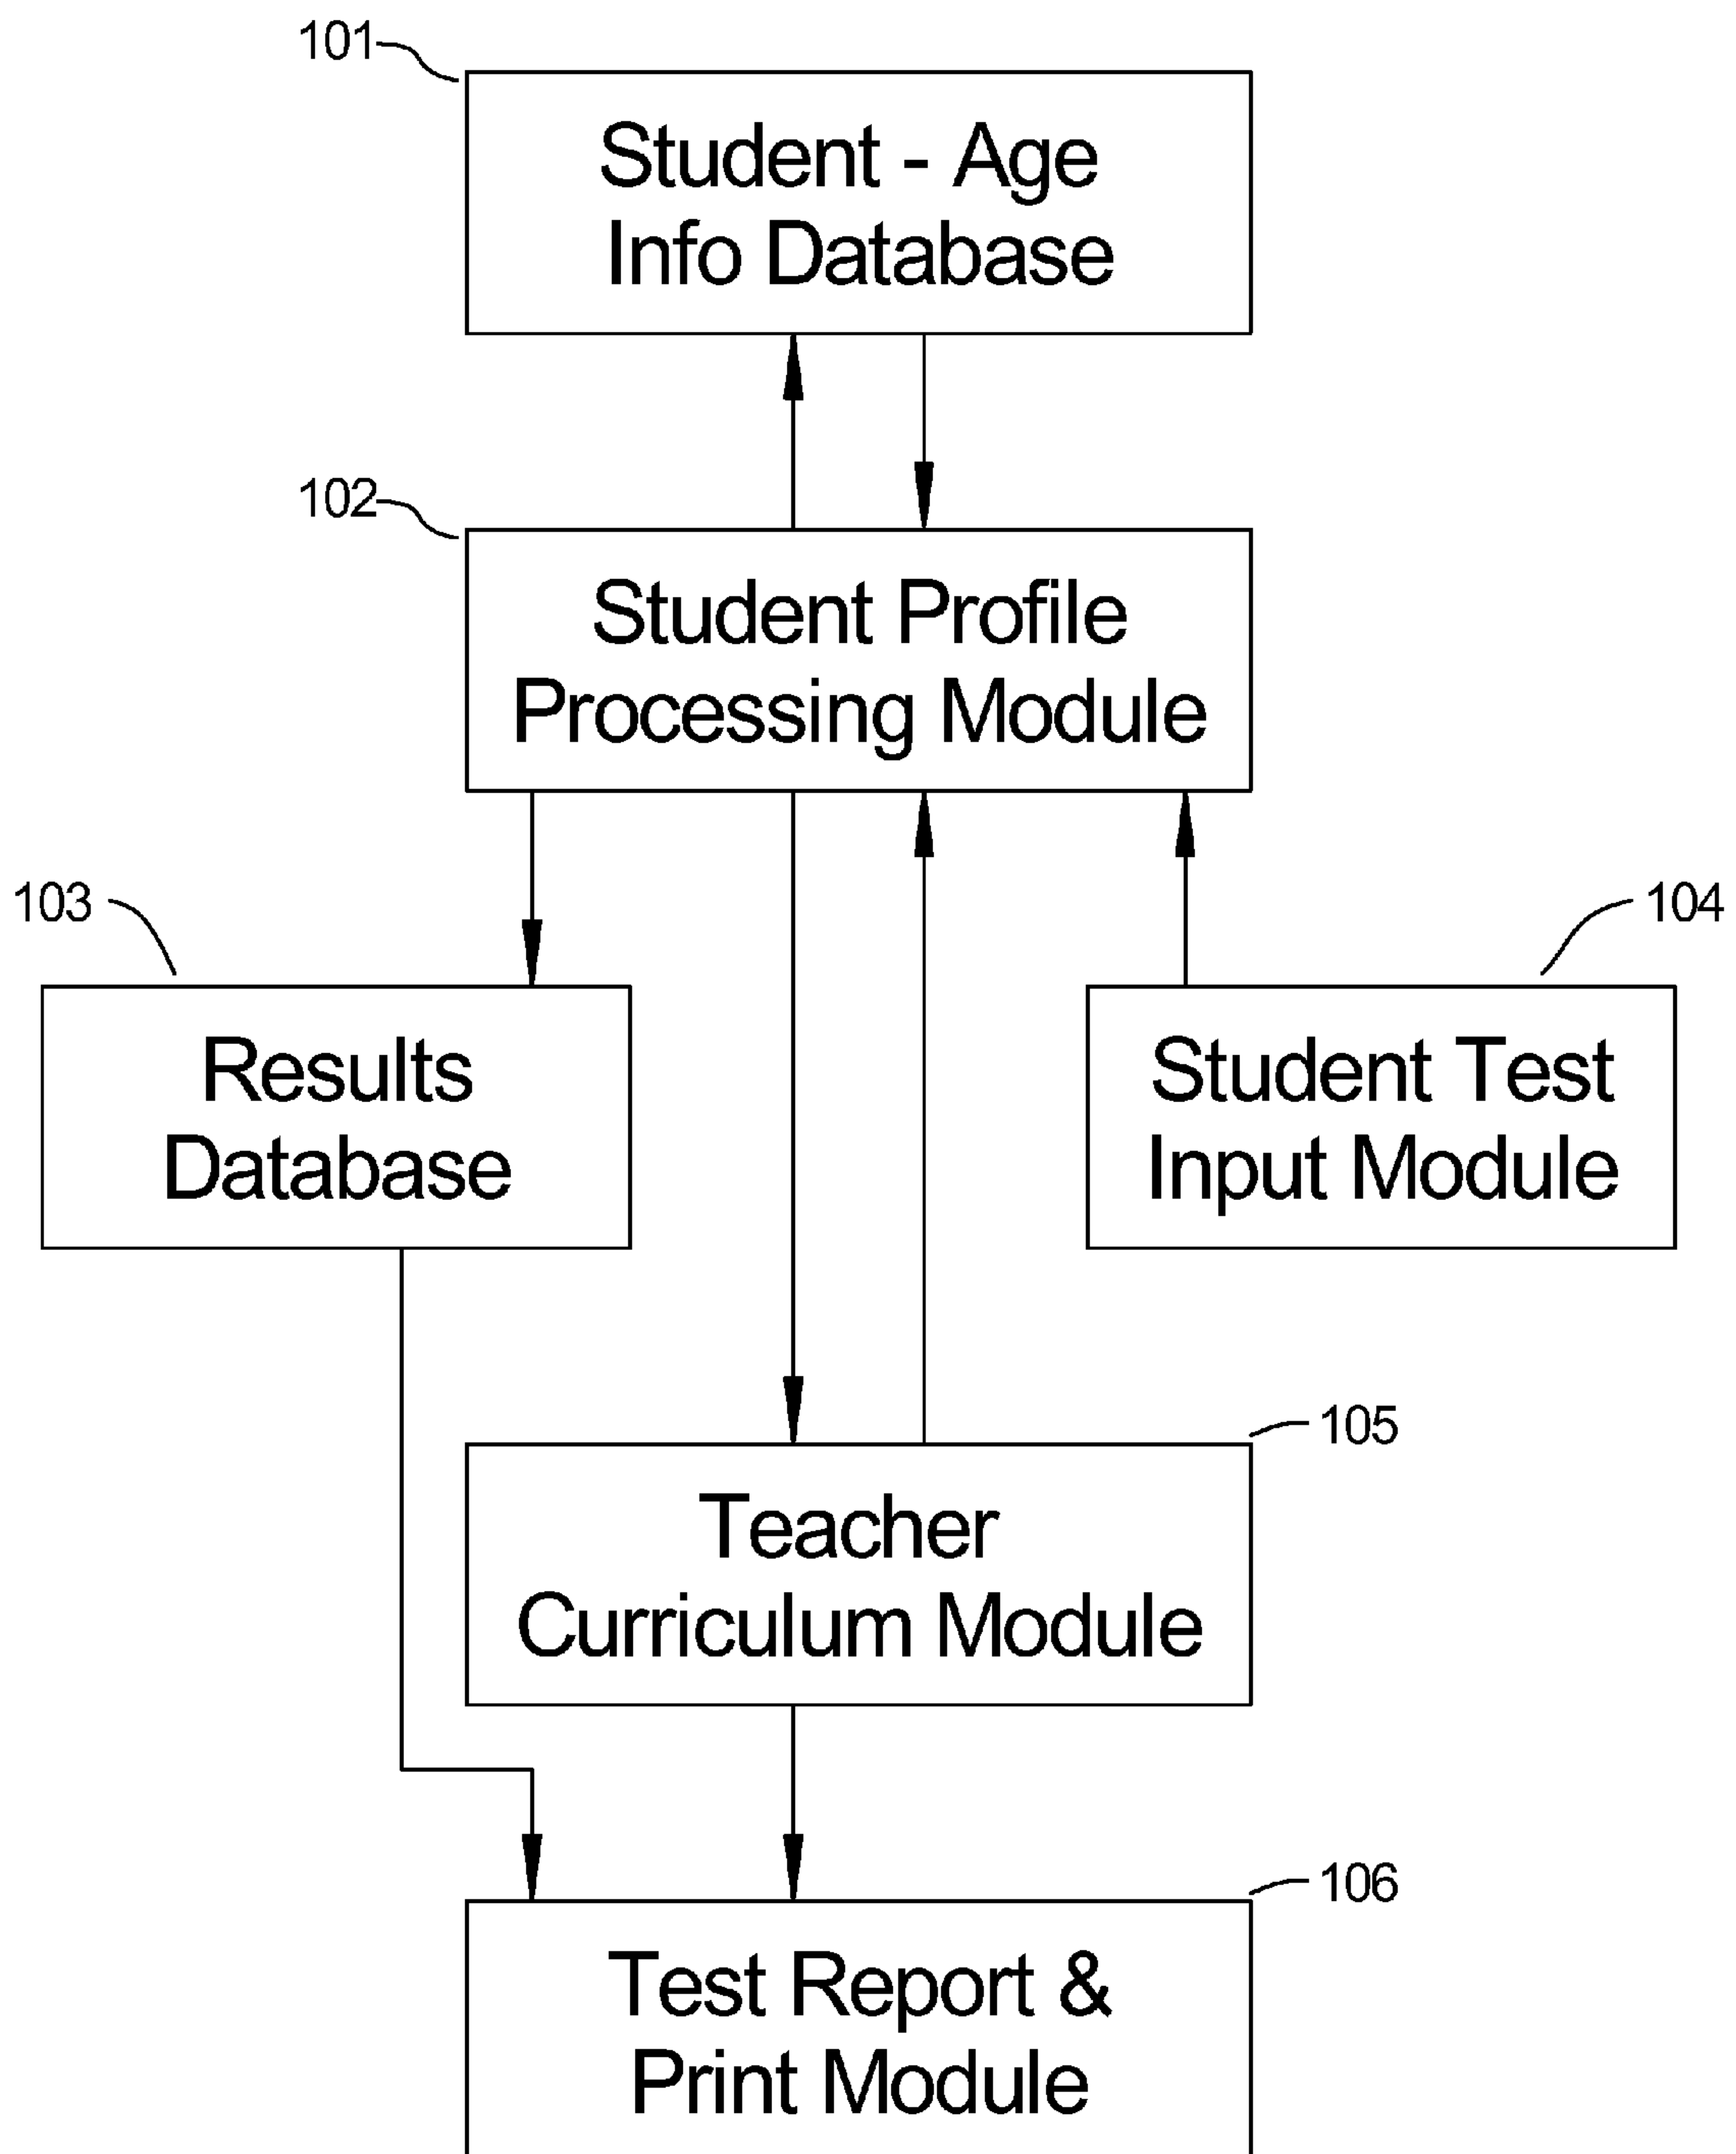 101
Student - Age
Info Database
102
Student Profile
Processing Module
103
104
Results
Database
Student Test
Input Module
105
Teacher
Curriculum Module
106
Test Report &
Print Module